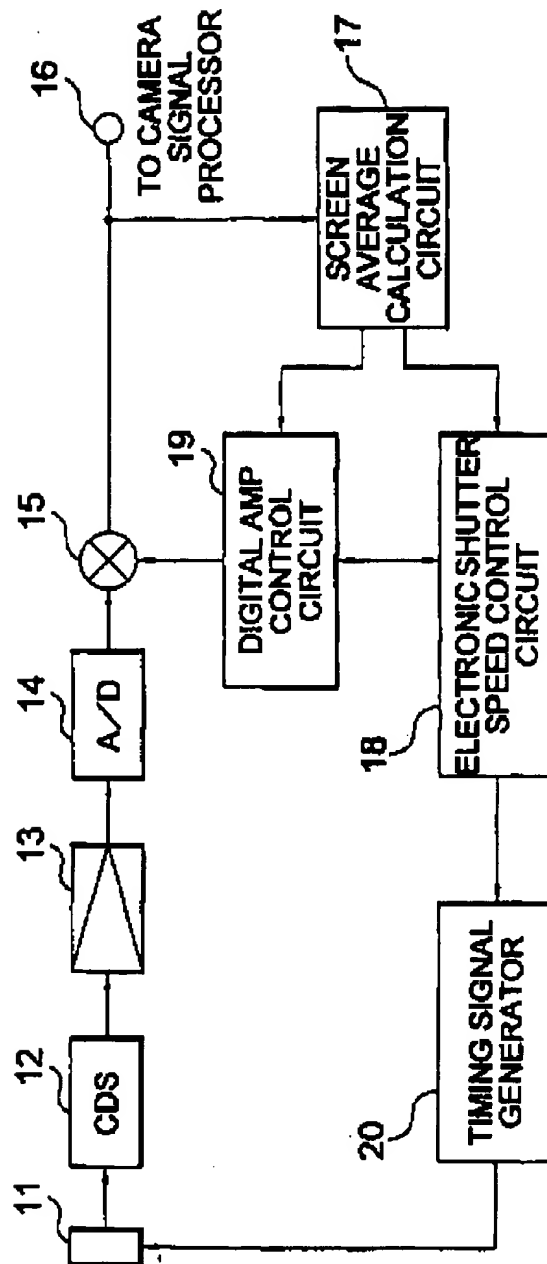 11
12
CDS
13
14
A/D
15
16
TO CAMERA
SIGNAL
PROCESSOR
17
SCREEN
AVERAGE
CALCULATION
CIRCUIT
19
DIGITAL AMP
CONTROL
CIRCUIT
18
ELECTRONIC SHUTTER
SPEED CONTROL
CIRCUIT
20
TIMING SIGNAL
GENERATOR